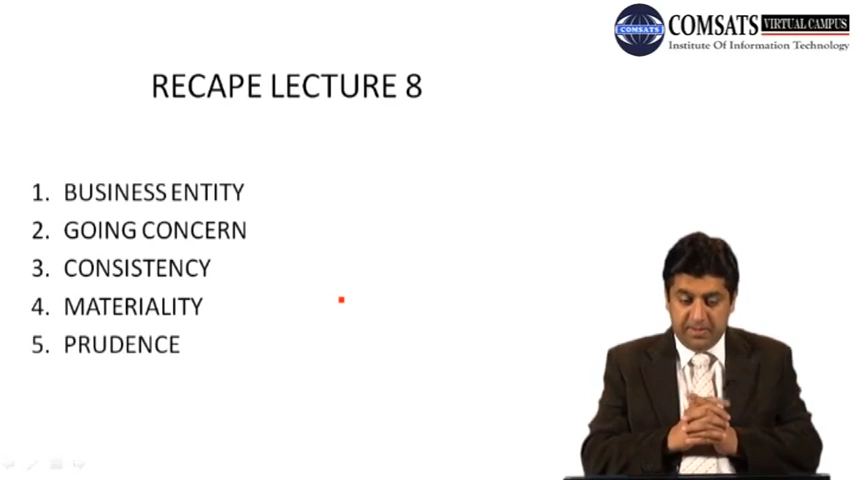 COMSATS
COMSATS VIRTUAL CAMPUS
Institute Of Information Technology
RECAPE LECTURE 8
1. BUSINESS ENTITY
2. GOING CONCERN
3. CONSISTENCY
4. MATERIALITY
5. PRUDENCE